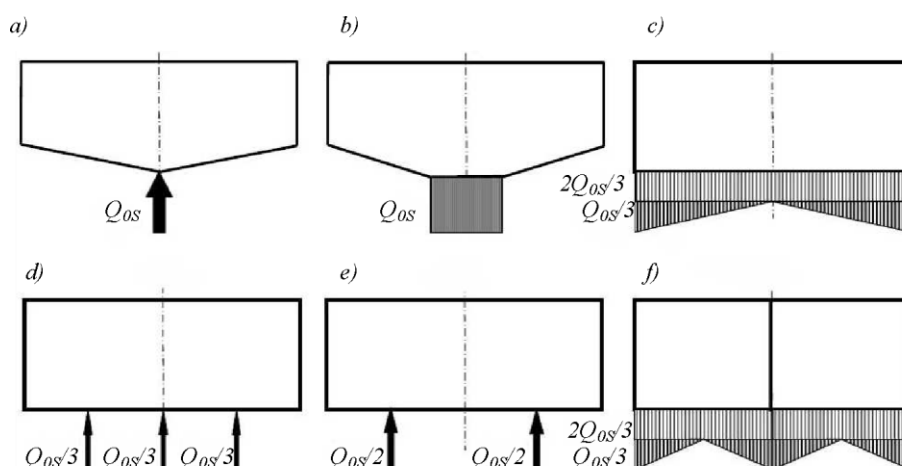 a)
b)
c)
Q0S
Q0S
2Q0S/3
Q0S/3
d)
e)
f)
Q0S/3 Q0S/3 Q0S/3
Q0S/2 Q0S/2
2Q0S/3
Q0S/3